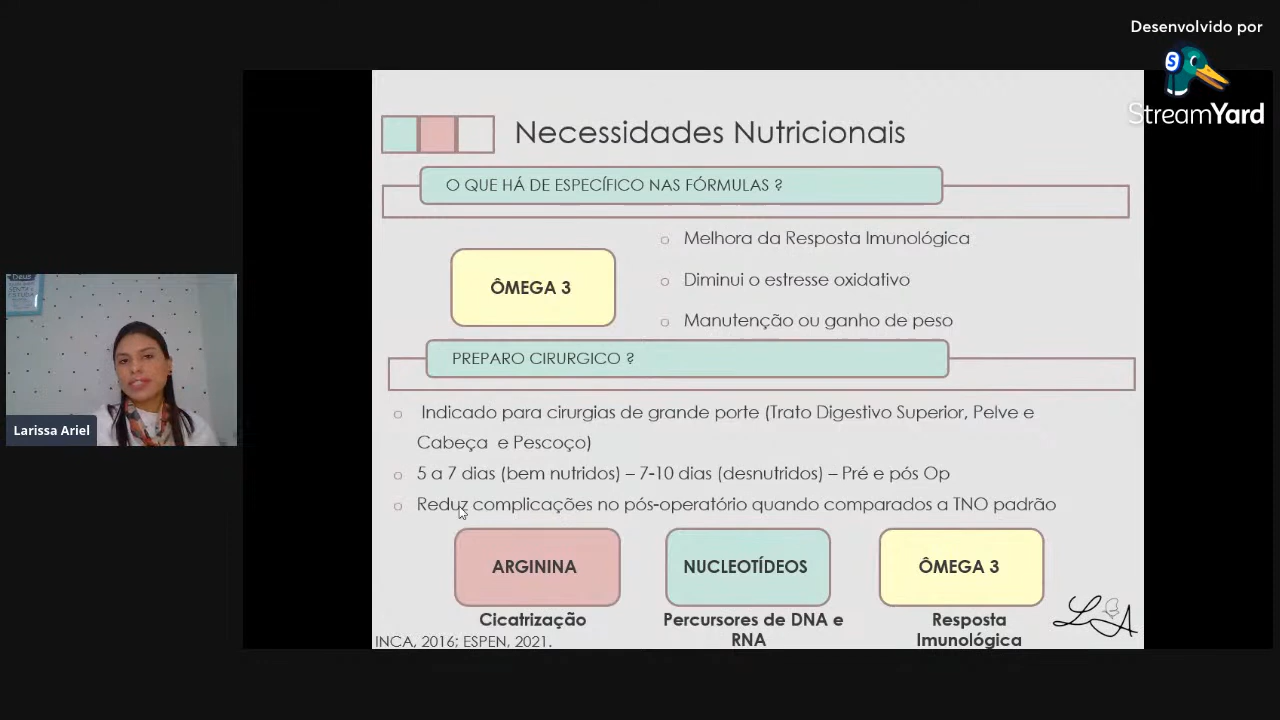 Desenvolvido por
StreamYard
Necessidades Nutricionais
O QUE HÁ DE ESPECÍFICO NAS FÓRMULAS ?
Melhora da Resposta Imunológica
ÔMEGA 3
Diminui o estresse oxidativo
Manutenção ou ganho de peso
PREPARO CIRURGICO ?
Indicado para cirurgias de grande porte (Trato Digestivo Superior, Pelve e
Cabeça e Pescoço)
5 a 7 dias (bem nutridos) – 7-10 dias (desnutridos) – Pré e pós Op
Reduz complicações no pós-operatório quando comparados a TNO padrão
ARGININA
NUCLEOTÍDEOS
ÔMEGA 3
Cicatrização
Percursores de DNA e
RNA
Resposta
Imunológica
INCA, 2016; ESPEN, 2021.
Larissa Ariel
Deus